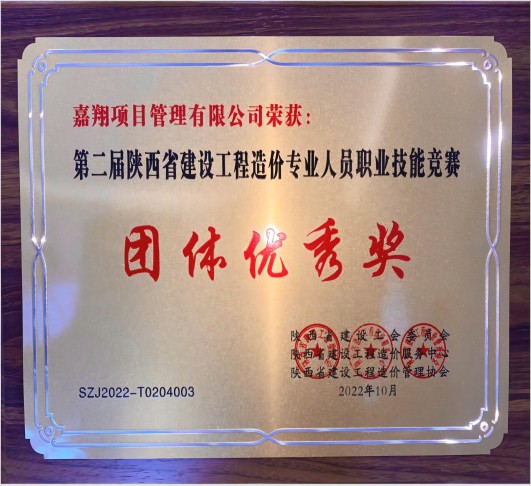 嘉翔项目管理有限公司荣获：
第二届陕西省建设工程造价专业人员职业技能竞赛
团体优秀奖
陕西省建设工会委员会
陕西省建设工程造价服务中心
陕西省建设工程造价管理协会
SZJ2022-T0204003
2022年10月